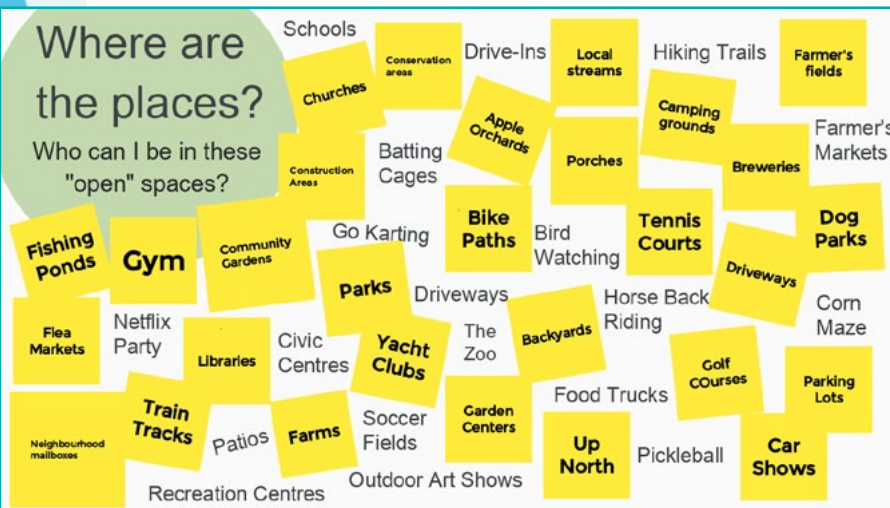 Where are
the places?
Who can I be in these
"open" spaces?
Schools
Churches
Conservation
areas
Drive-Ins
Local
streams
Hiking Trails
Farmer's
fields
Apple
Orchards
Camping
grounds
Construction
Areas
Batting
Cages
Porches
Breweries
Farmer's
Markets
Fishing
Ponds
Gym
Community
Gardens
Go Karting
Bike
Paths
Bird
Watching
Tennis
Courts
Dog
Parks
Parks
Driveways
Driveways
Flea
Markets
Netflix
Party
Libraries
Civic
Centres
Yacht
Clubs
The
Zoo
Backyards
Horse Back
Riding
Corn
Maze
Golf
COurses
Parking
Lots
Neighbourhood
mailboxes
Train
Tracks
Patios
Farms
Soccer
Fields
Garden
Centers
Food Trucks
Up
North
Pickleball
Car
Shows
Recreation Centres
Outdoor Art Shows